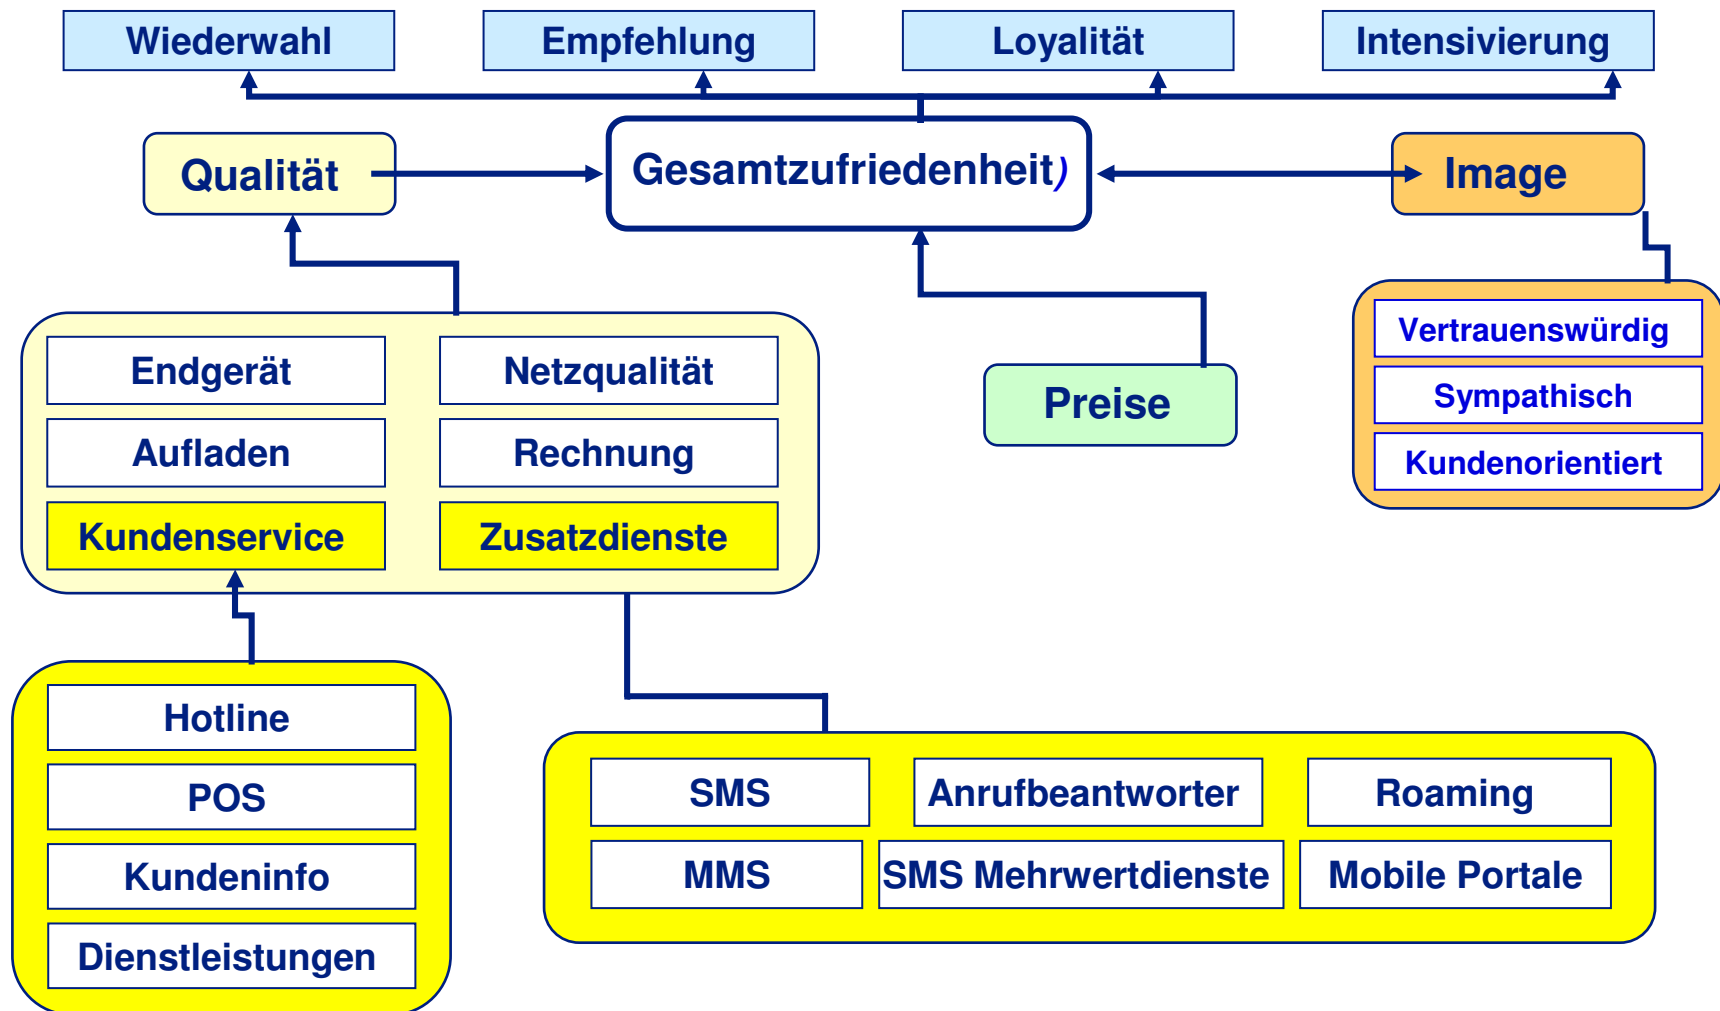 Wiederwahl
Empfehlung
Loyalität
Intensivierung
Qualität
Gesamtzufriedenheit)
Image
Endgerät
Netzqualität
Aufladen
Rechnung
Kundenservice
Zusatzdienste
Preise
Vertrauenswürdig
Sympathisch
Kundenorientiert
Hotline
POS
Kundeninfo
Dienstleistungen
SMS
Anrufbeantworter
Roaming
MMS
SMS Mehrwertdienste
Mobile Portale